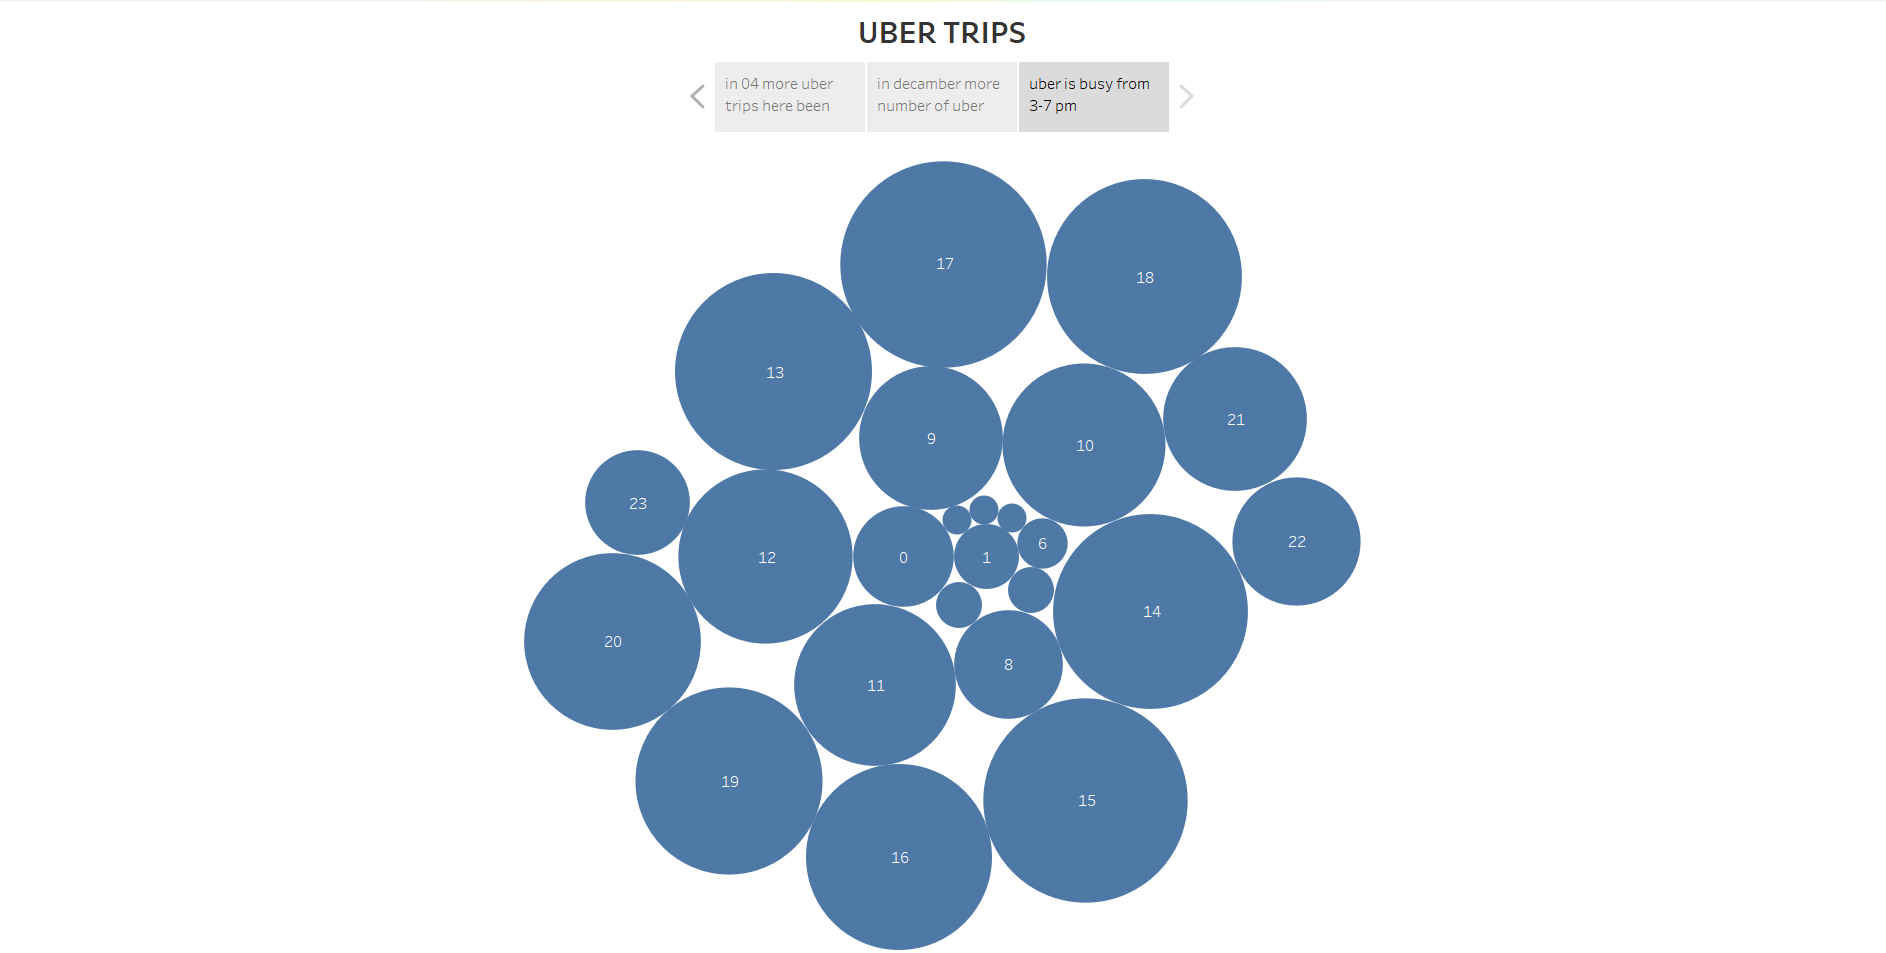 UBER TRIPS
in 04 more uber
trips here been
in decamber more
number of uber
uber is busy from
3-7 pm
17
18
13
21
9
10
23
22
6
0
1
12
14
20
8
11
19
15
16